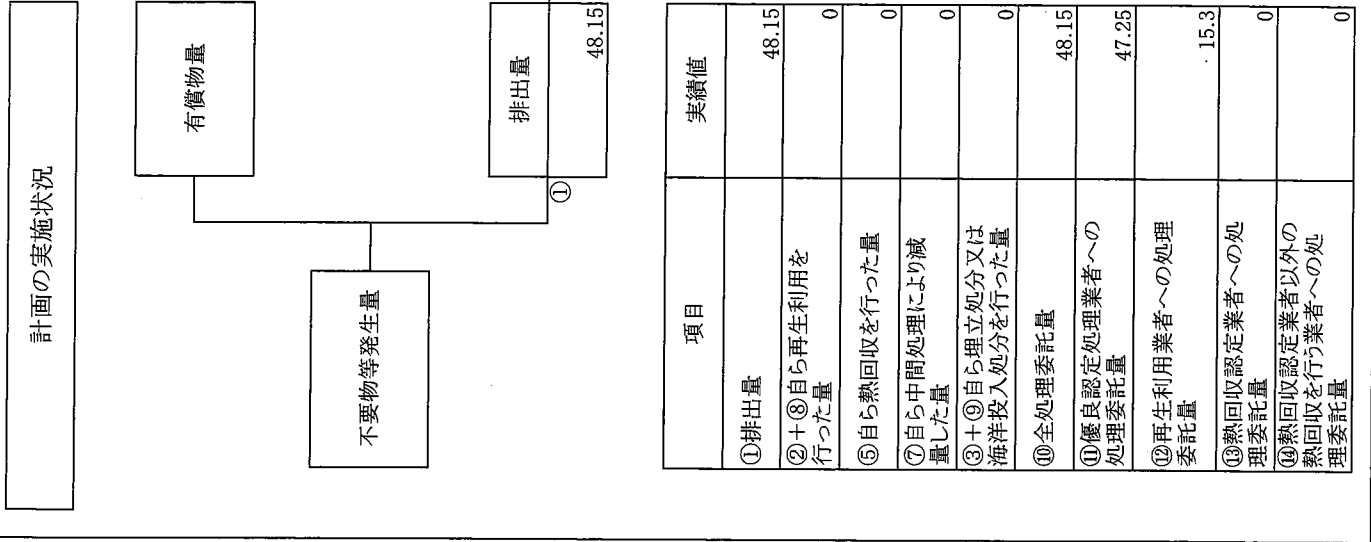 計画の実施状況
有償物量
不要物等発生量
排出量
①
48.15
項目
実績値
①排出量
48.15
②+⑧自ら再生利用を
行った量
0
⑤自ら熱回収を行った量
0
⑦自ら中間処理により減
量した量
0
③+⑨自ら埋立処分又は
海洋投入処分を行った量
0
⑩全処理委託量
48.15
⑪優良認定処理業者への
処理委託量
47.25
⑫再生利用業者への処理
委託量
15.3
⑬熱回収認定業者への処
理委託量
0
⑭熱回収認定業者以外の
熱回収を行う業者への処
理委託量
0